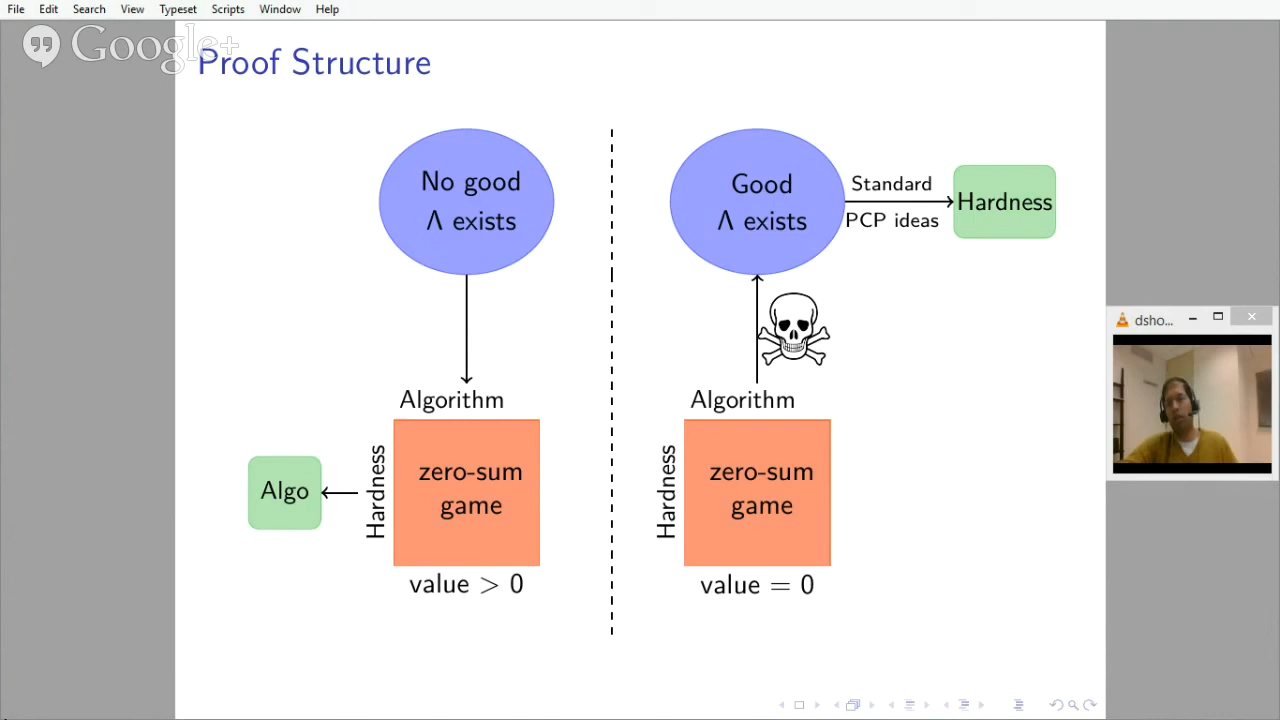 File Edit Search View Typeset Scripts Window Help
Google+
Proof Structure
No good
Λ exists
Good
Λ exists
Standard
PCP ideas
Hardness
dsho...
Algorithm
Algorithm
Hardness
zero-sum
game
Algo
Hardness
zero-sum
game
value > 0
value = 0